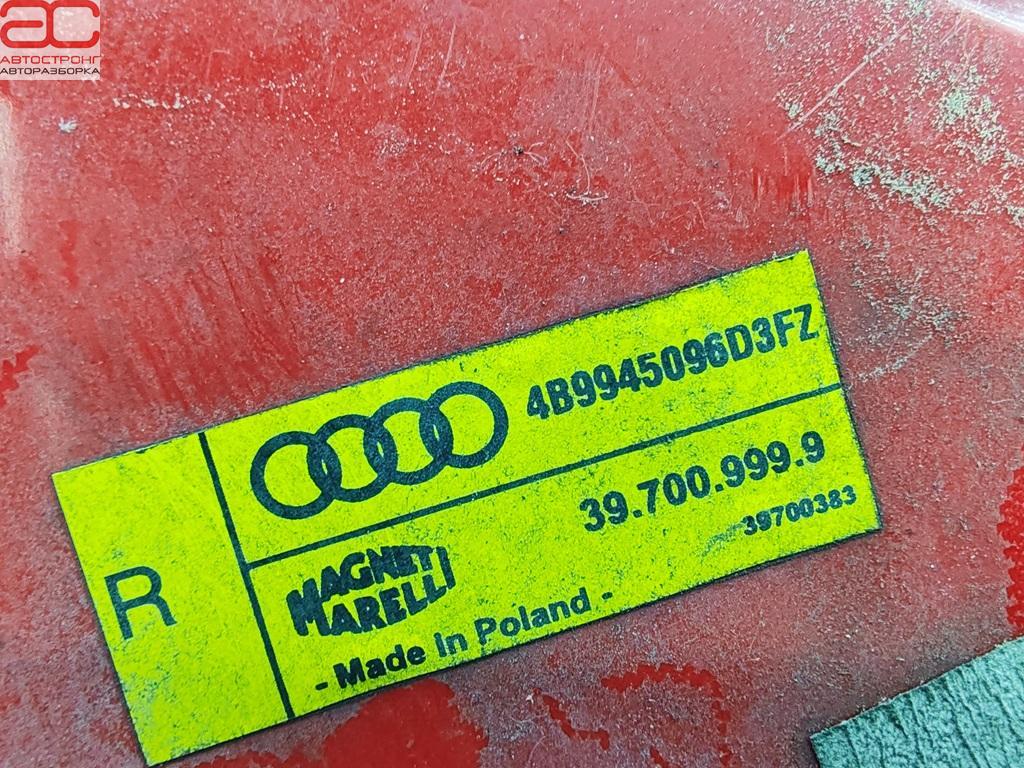 АС
АВТОСТРОНГ
АВТОРАЗБОРКА
4B9945096D3FZ
39.700.999.9
39700383
R
MAGNETI
MARELLI
- Made In Poland -